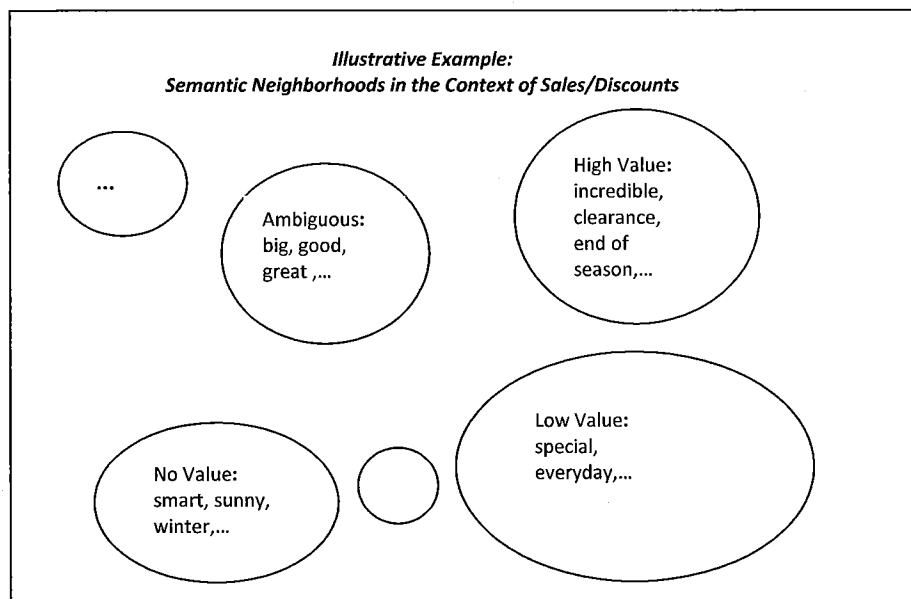 Illustrative Example:
Semantic Neighborhoods in the Context of Sales/Discounts
...
Ambiguous:
big, good,
great ,...
High Value:
incredible,
clearance,
end of
season,...
No Value:
smart, sunny,
winter,...
Low Value:
special,
everyday,...